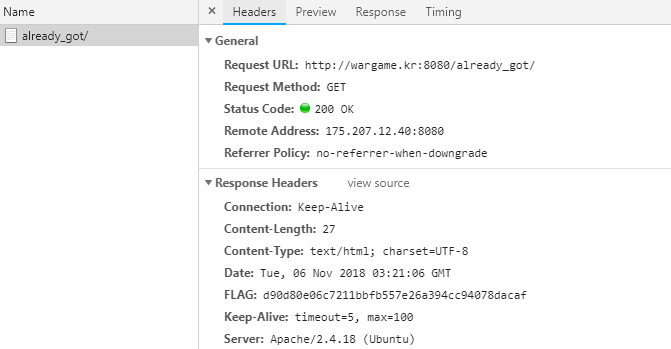 Name
already_got/
× Headers Preview Response Timing
▼ General
Request URL: http://wargame.kr:8080/already_got/
Request Method: GET
Status Code: 200 OK
Remote Address: 175.207.12.40:8080
Referrer Policy: no-referrer-when-downgrade
▼ Response Headers view source
Connection: Keep-Alive
Content-Length: 27
Content-Type: text/html; charset=UTF-8
Date: Tue, 06 Nov 2018 03:21:06 GMT
FLAG: d90d80e06c7211bbfb557e26a394cc94078dacaf
Keep-Alive: timeout=5, max=100
Server: Apache/2.4.18 (Ubuntu)